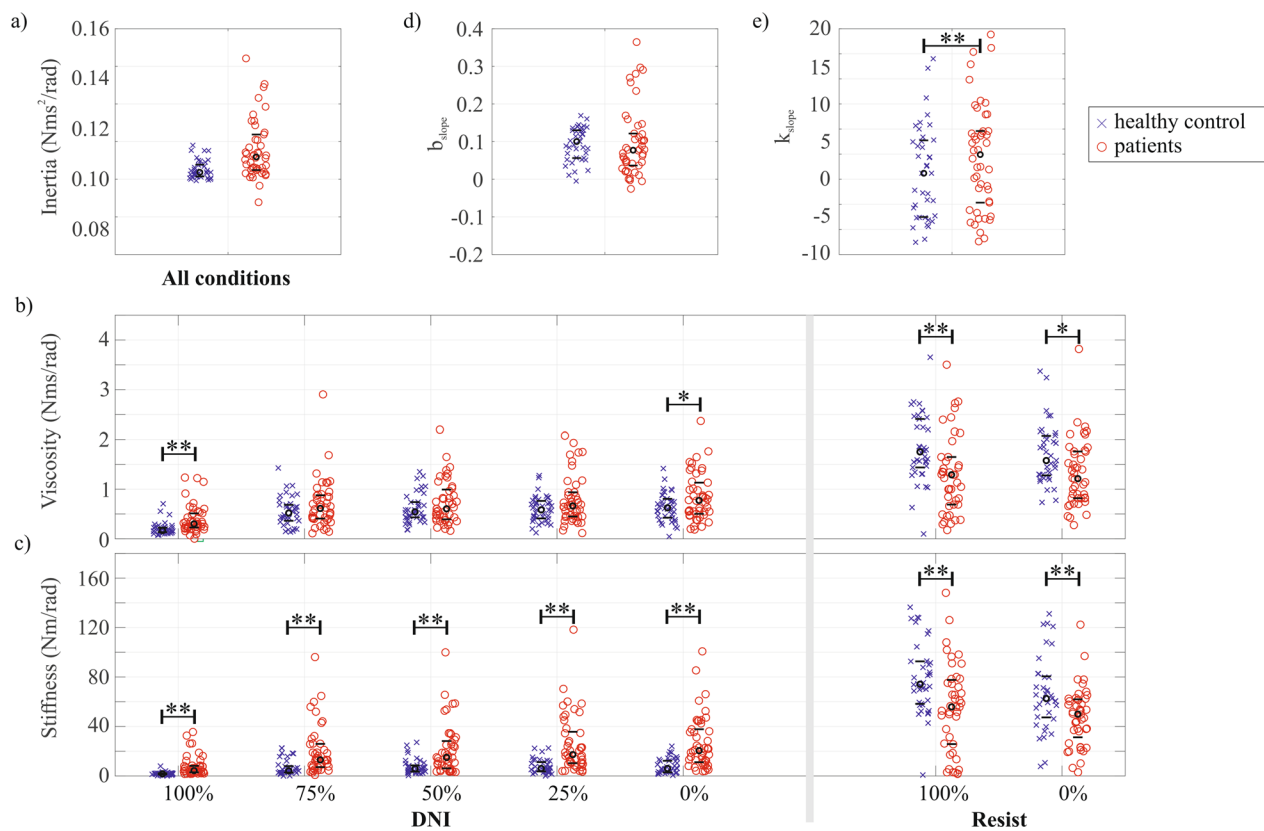 a)
Inertia (Nms²/rad)
0.16
0.14
0.12
0.10
0.08
All conditions
d)
b slope
0.4
0.3
0.2
0.1
0
0.1
-0.2
e)
k slope
20
15
10
5
0
-5
-10
**
healthy control
patients
b)
Viscosity (Nms/rad)
4
3
2
1
0
**
*
**
*
c)
Stiffness (Nm/rad)
160
120
80
40
0
**
**
**
**
**
**
**
100% 75% 50% 25% 0% 100% 0%
DNI Resist